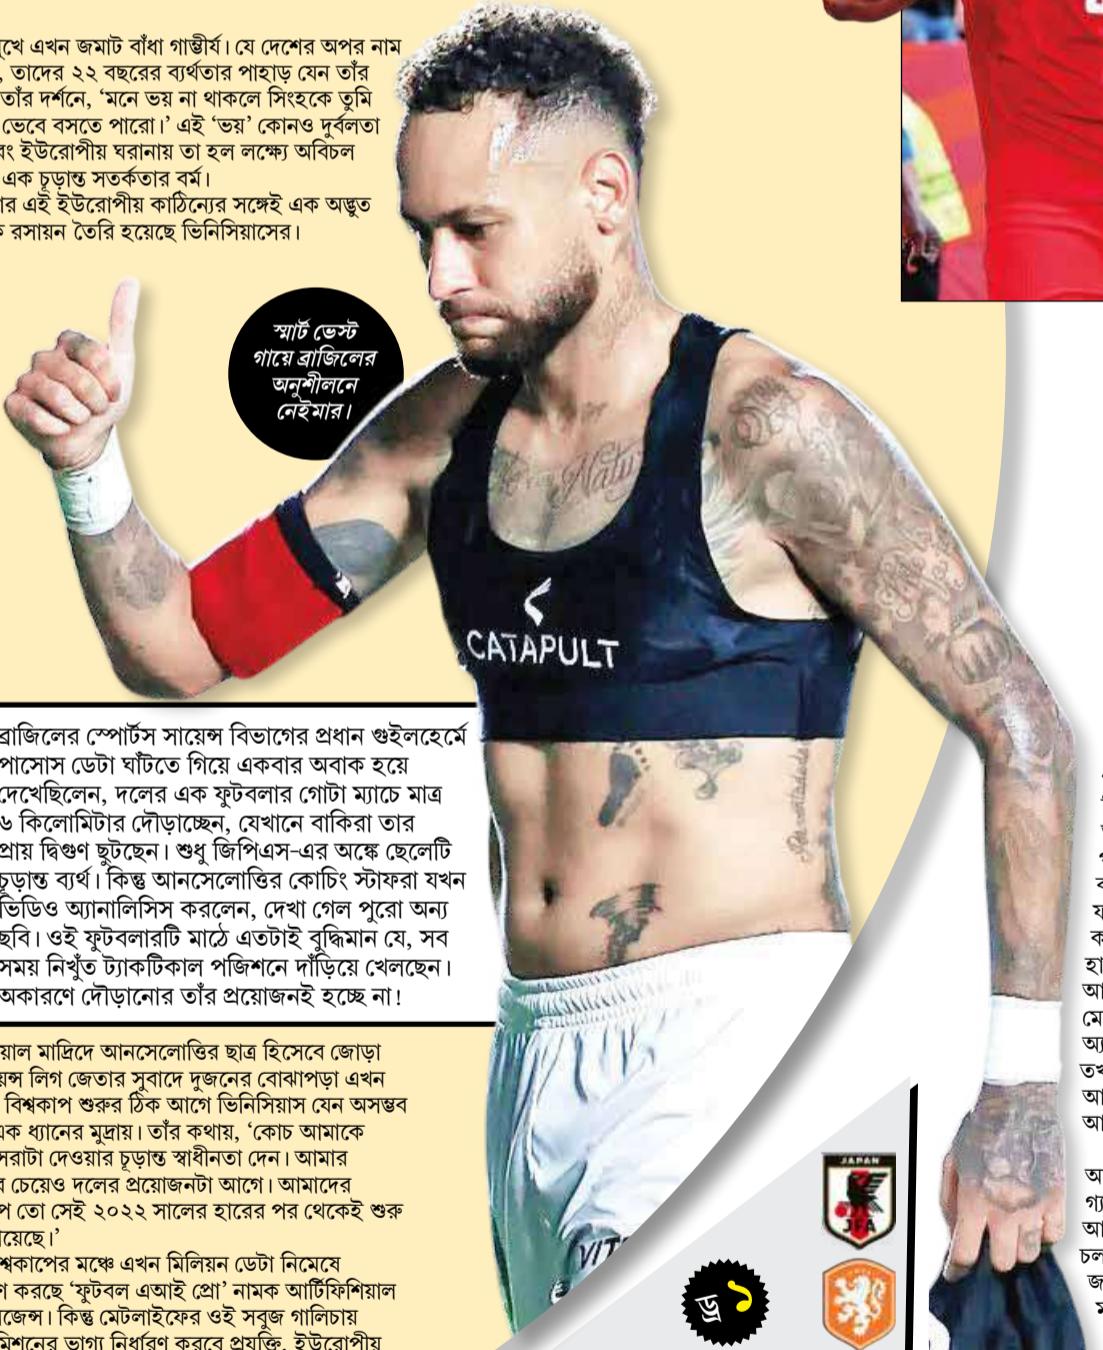 মুখে এখন জমাট বাঁধা গাম্ভীর্য। যে দেশের অপর নাম
, তাদের ২২ বছরের ব্যর্থতার পাহাড় যেন তাঁর
তাঁর দর্শনে, ‘মনে ভয় না থাকলে সিংহকে তুমি
ভেবে বসতে পারো।’ এই ‘ভয়’ কোনও দুর্বলতা
ইউরোপীয় ঘরানায় তা হল লক্ষ্যে অবিচল
এক চূড়ান্ত সতর্কতার বর্ম।
এই ইউরোপীয় কাঠিন্যের সঙ্গেই এক অদ্ভুত
রসায়ন তৈরি হয়েছে ভিনিসিয়াসের।
স্মার্ট ভেস্ট
গায়ে ব্রাজিলের
অনুশীলনে
নেইমার।
CATAPULT
ব্রাজিলের স্পোর্টস সায়েন্স বিভাগের প্রধান গুইলহের্মে
পাসোস ডেটা ঘাঁটতে গিয়ে একবার অবাক হয়ে
দেখেছিলেন, দলের এক ফুটবলার গোটা ম্যাচে মাত্র
৬ কিলোমিটার দৌড়াচ্ছেন, যেখানে বাকিরা তার
প্রায় দ্বিগুণ ছুটছেন। শুধু জিপিএস-এর অঙ্কে ছেলেটি
চূড়ান্ত ব্যর্থ। কিন্তু আনসেলোত্তির কোচিং স্টাফরা যখন
ভিডিও অ্যানালিসিস করলেন, দেখা গেল পুরো অন্য
ছবি। ওই ফুটবলারটি মাঠে এতটাই বুদ্ধিমান যে, সব
সময় নিখুঁত ট্যাকটিকাল পজিশনে দাঁড়িয়ে খেলছেন।
অকারণে দৌড়ানোর তাঁর প্রয়োজনই হচ্ছে না!
য়াল মাদ্রিদে আনসেলোত্তির ছাত্র হিসেবে জোড়া
লিগ জেতার সুবাদে দুজনের বোঝাপড়া এখন
বিশ্বকাপ শুরুর ঠিক আগে ভিনিসিয়াস যেন অসম্ভব
এক ধ্যানের মুদ্রায়। তাঁর কথায়, ‘কোচ আমাকে
সেরাটা দেওয়ার চূড়ান্ত স্বাধীনতা দেন। আমার
চেয়েও দলের প্রয়োজনটা আগে। আমাদের
তো সেই ২০২২ সালের হারের পর থেকেই শুরু
য়েছে।’
শ্বকাপের মঞ্চে এখন মিলিয়ন ডেটা নিমেষে
করছে ‘ফুটবল এআই প্রো’ নামক আর্টিফিশিয়াল
কিন্তু মেটলাইফের ওই সবুজ গালিচায়
মিশনের ভাগ্য নির্ধারণ করবে প্রযুক্তি, ইউরোপীয়
JAPAN
JFA
ড্র ১